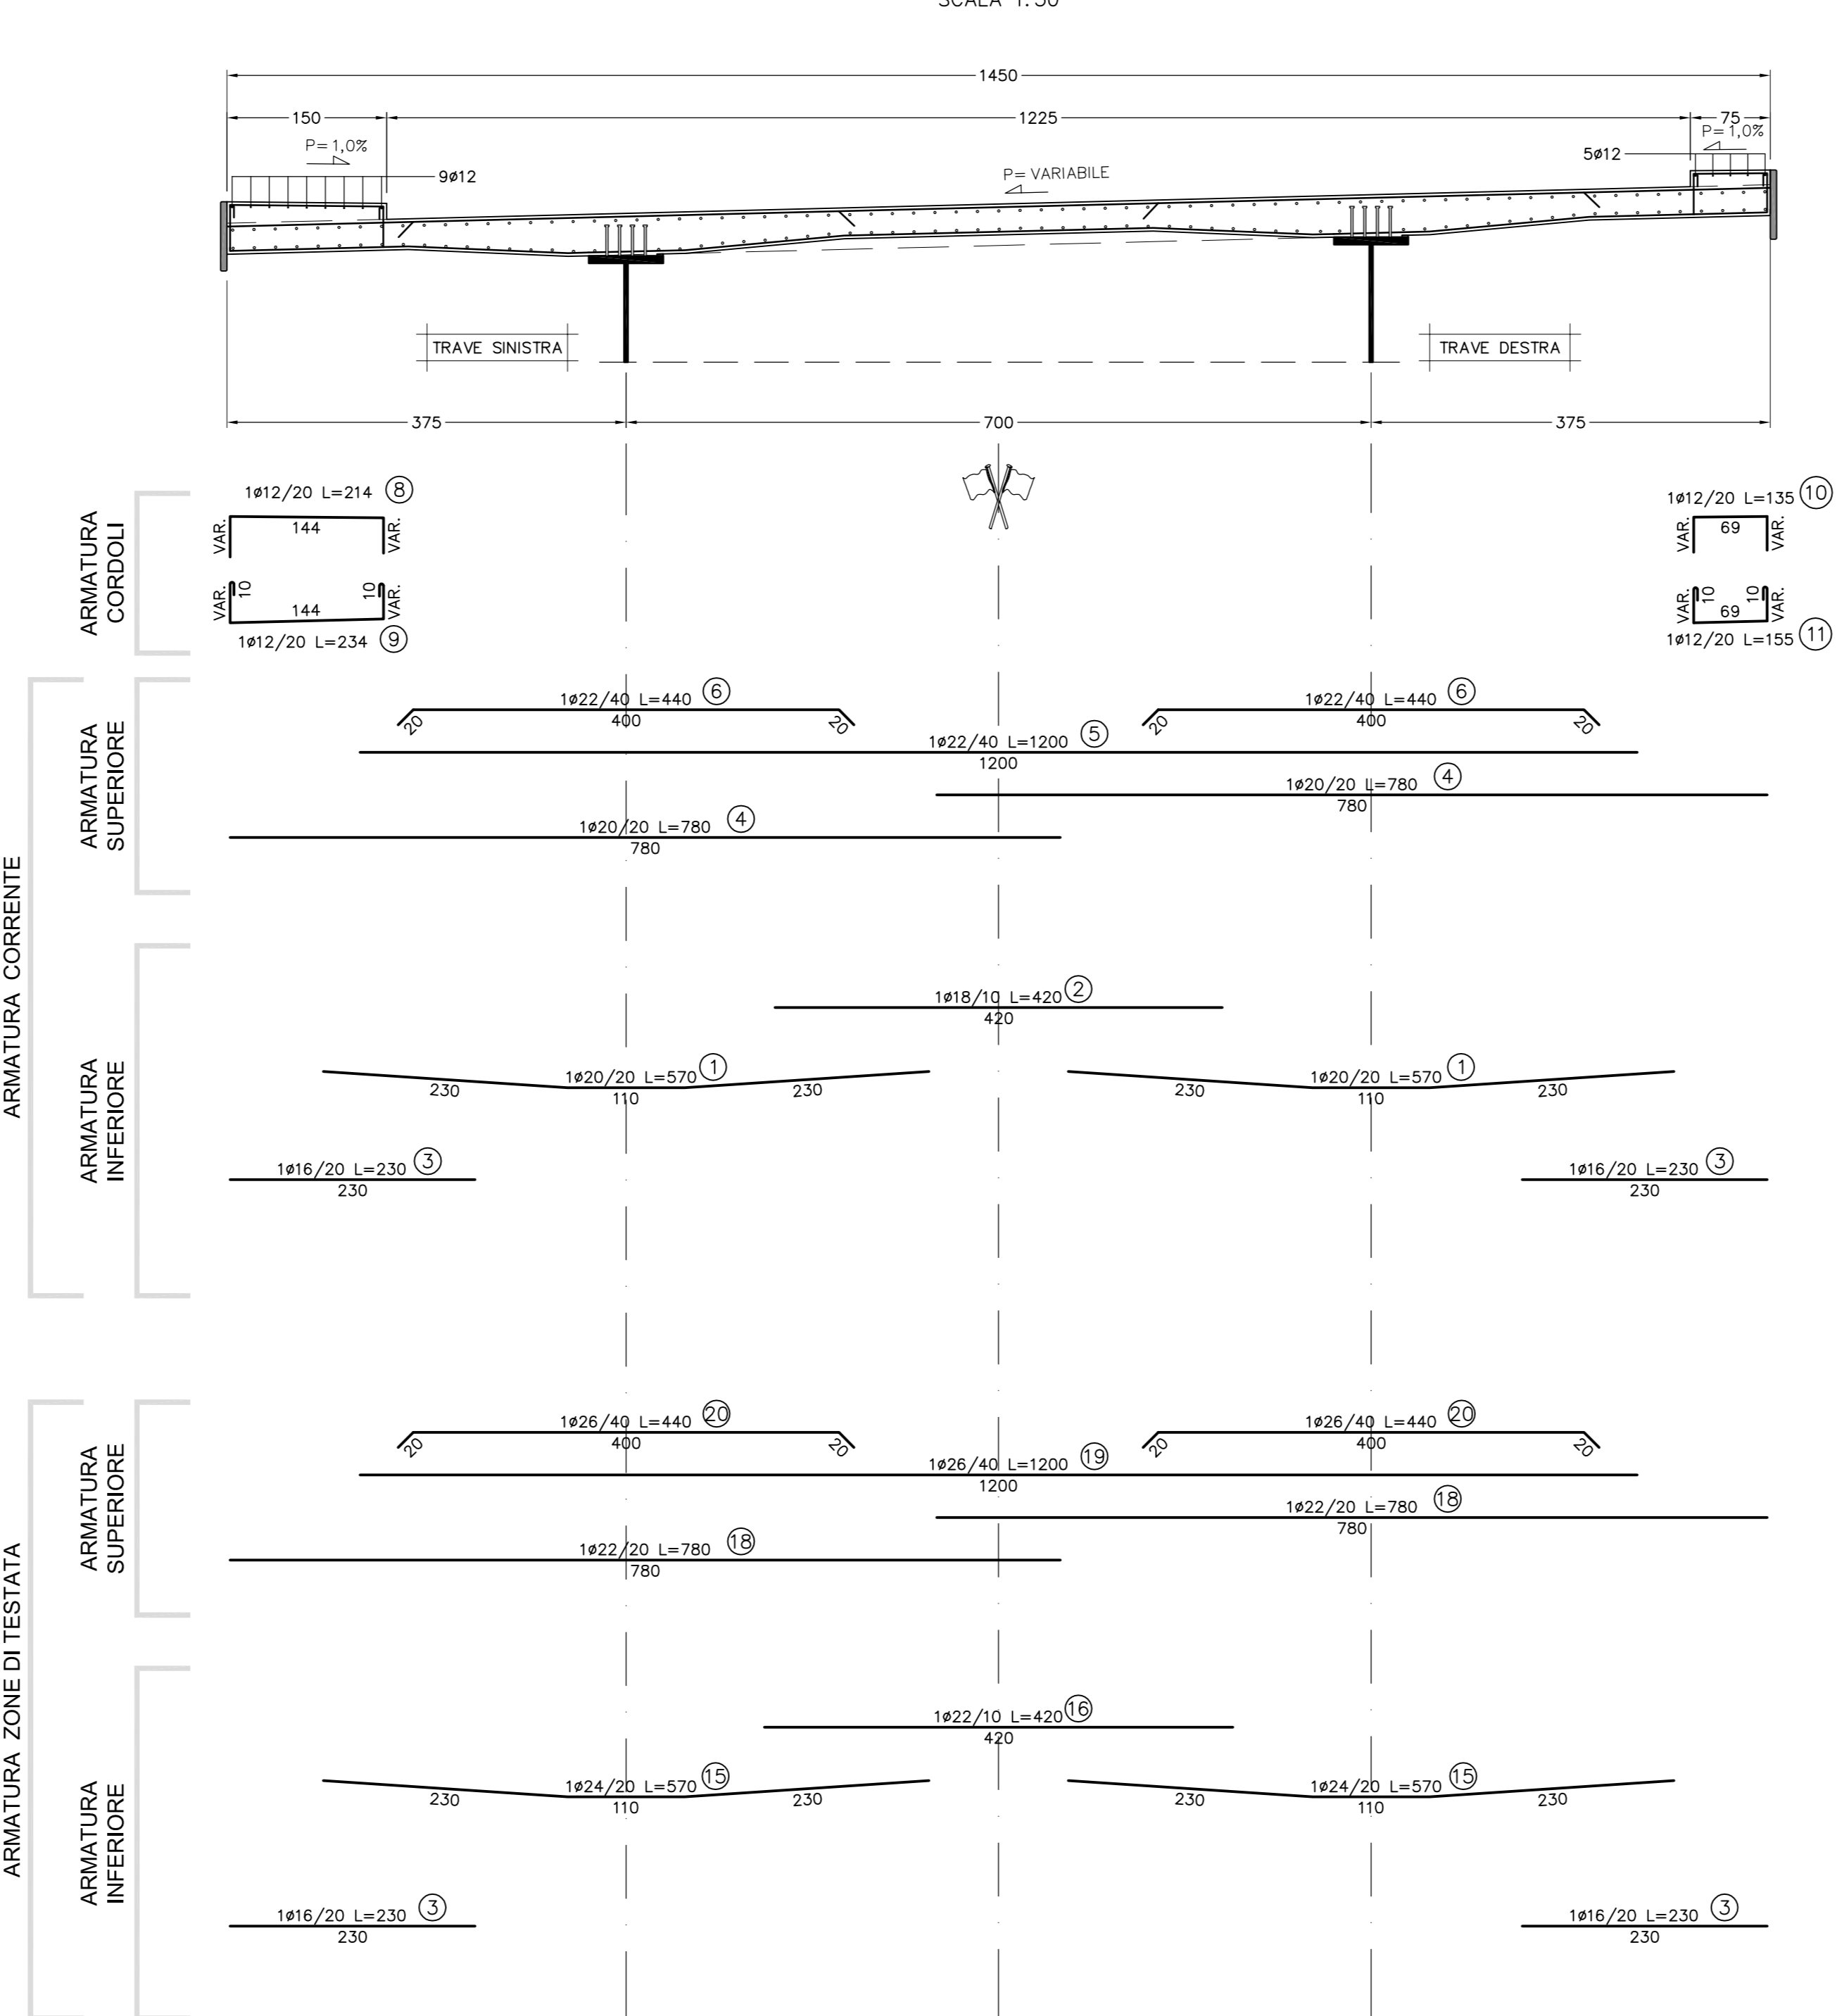 SCALA 1:50
1450
150
1225
75
P= 1,0%
P= 1,0%
9ø12
P= VARIABILE
5ø12
TRAVE SINISTRA
TRAVE DESTRA
375
700
375
ARMATURA
CORDOLI
1ø12/20 L=214 8
VAR.
144
VAR.
VAR.
10
144
10
VAR.
1ø12/20 L=234 9
1ø12/20 L=135 10
VAR.
69
VAR.
VAR.
10
69
10
VAR.
1ø12/20 L=155 11
ARMATURA CORRENTE
ARMATURA
SUPERIORE
1ø22/40 L=440 6
20
400
20
1ø22/40 L=440 6
20
400
20
1ø22/40 L=1200 5
1200
1ø20/20 L=780 4
780
1ø20/20 L=780 4
780
ARMATURA
INFERIORE
1ø18/10 L=420 2
420
1ø20/20 L=570 1
230
110
230
1ø20/20 L=570 1
230
110
230
1ø16/20 L=230 3
230
1ø16/20 L=230 3
230
ARMATURA ZONE DI TESTATA
ARMATURA
SUPERIORE
1ø26/40 L=440 20
20
400
20
1ø26/40 L=440 20
20
400
20
1ø26/40 L=1200 19
1200
1ø22/20 L=780 18
780
1ø22/20 L=780 18
780
ARMATURA
INFERIORE
1ø22/10 L=420 16
420
1ø24/20 L=570 15
230
110
230
1ø24/20 L=570 15
230
110
230
1ø16/20 L=230 3
230
1ø16/20 L=230 3
230